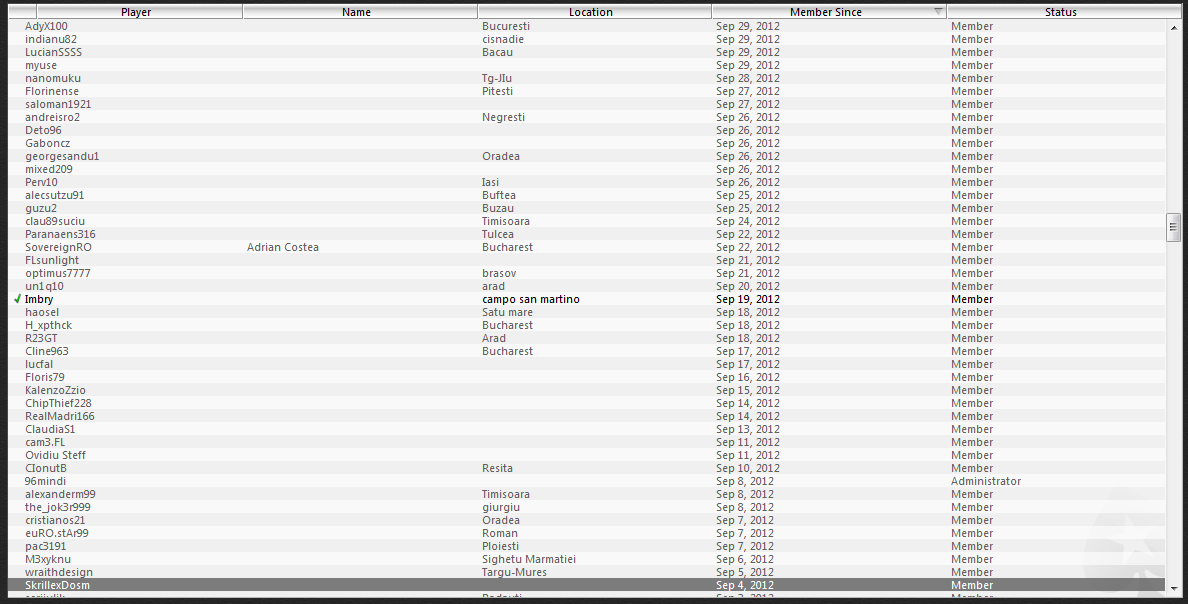 Player Name Location Member Since Status
AdyX100 Bucuresti Sep 29, 2012 Member
indianu82 cisnadie Sep 29, 2012 Member
LucianSSSS Bacau Sep 29, 2012 Member
myuse Sep 29, 2012 Member
nanomuku Tg-JIu Sep 28, 2012 Member
Florinense Pitesti Sep 27, 2012 Member
saloman1921 Sep 27, 2012 Member
andreisro2 Negresti Sep 26, 2012 Member
Deto96 Sep 26, 2012 Member
Gaboncz Sep 26, 2012 Member
georgesandu1 Oradea Sep 26, 2012 Member
mixed209 Sep 26, 2012 Member
Perv10 Iasi Sep 26, 2012 Member
alecsutzu91 Buftea Sep 25, 2012 Member
guzu2 Buzau Sep 25, 2012 Member
clau89suciu Timisoara Sep 24, 2012 Member
Paranaens316 Tulcea Sep 22, 2012 Member
SovereignRO Adrian Costea Bucharest Sep 22, 2012 Member
FLsunlight Sep 21, 2012 Member
optimus7777 brasov Sep 21, 2012 Member
un1q10 arad Sep 20, 2012 Member
Imbry campo san martino Sep 19, 2012 Member
haosel Satu mare Sep 18, 2012 Member
H_xpthck Bucharest Sep 18, 2012 Member
R23GT Arad Sep 18, 2012 Member
Cline963 Bucharest Sep 17, 2012 Member
lucfal Sep 17, 2012 Member
Floris79 Sep 16, 2012 Member
KalenzoZzio Sep 15, 2012 Member
ChipThief228 Sep 14, 2012 Member
RealMadri166 Sep 14, 2012 Member
ClaudiaS1 Sep 13, 2012 Member
cam3.FL Sep 11, 2012 Member
Ovidiu Steff Sep 11, 2012 Member
CIonutB Resita Sep 10, 2012 Member
96mindi Sep 8, 2012 Administrator
alexanderm99 Timisoara Sep 8, 2012 Member
the_jok3r999 giurgiu Sep 8, 2012 Member
cristianos21 Oradea Sep 7, 2012 Member
euRO.stAr99 Roman Sep 7, 2012 Member
pac3191 Ploiesti Sep 7, 2012 Member
M3xyknu Sighetu Marmatiei Sep 6, 2012 Member
wraithdesign Targu-Mures Sep 5, 2012 Member
SkrillexDosm Sep 4, 2012 Member